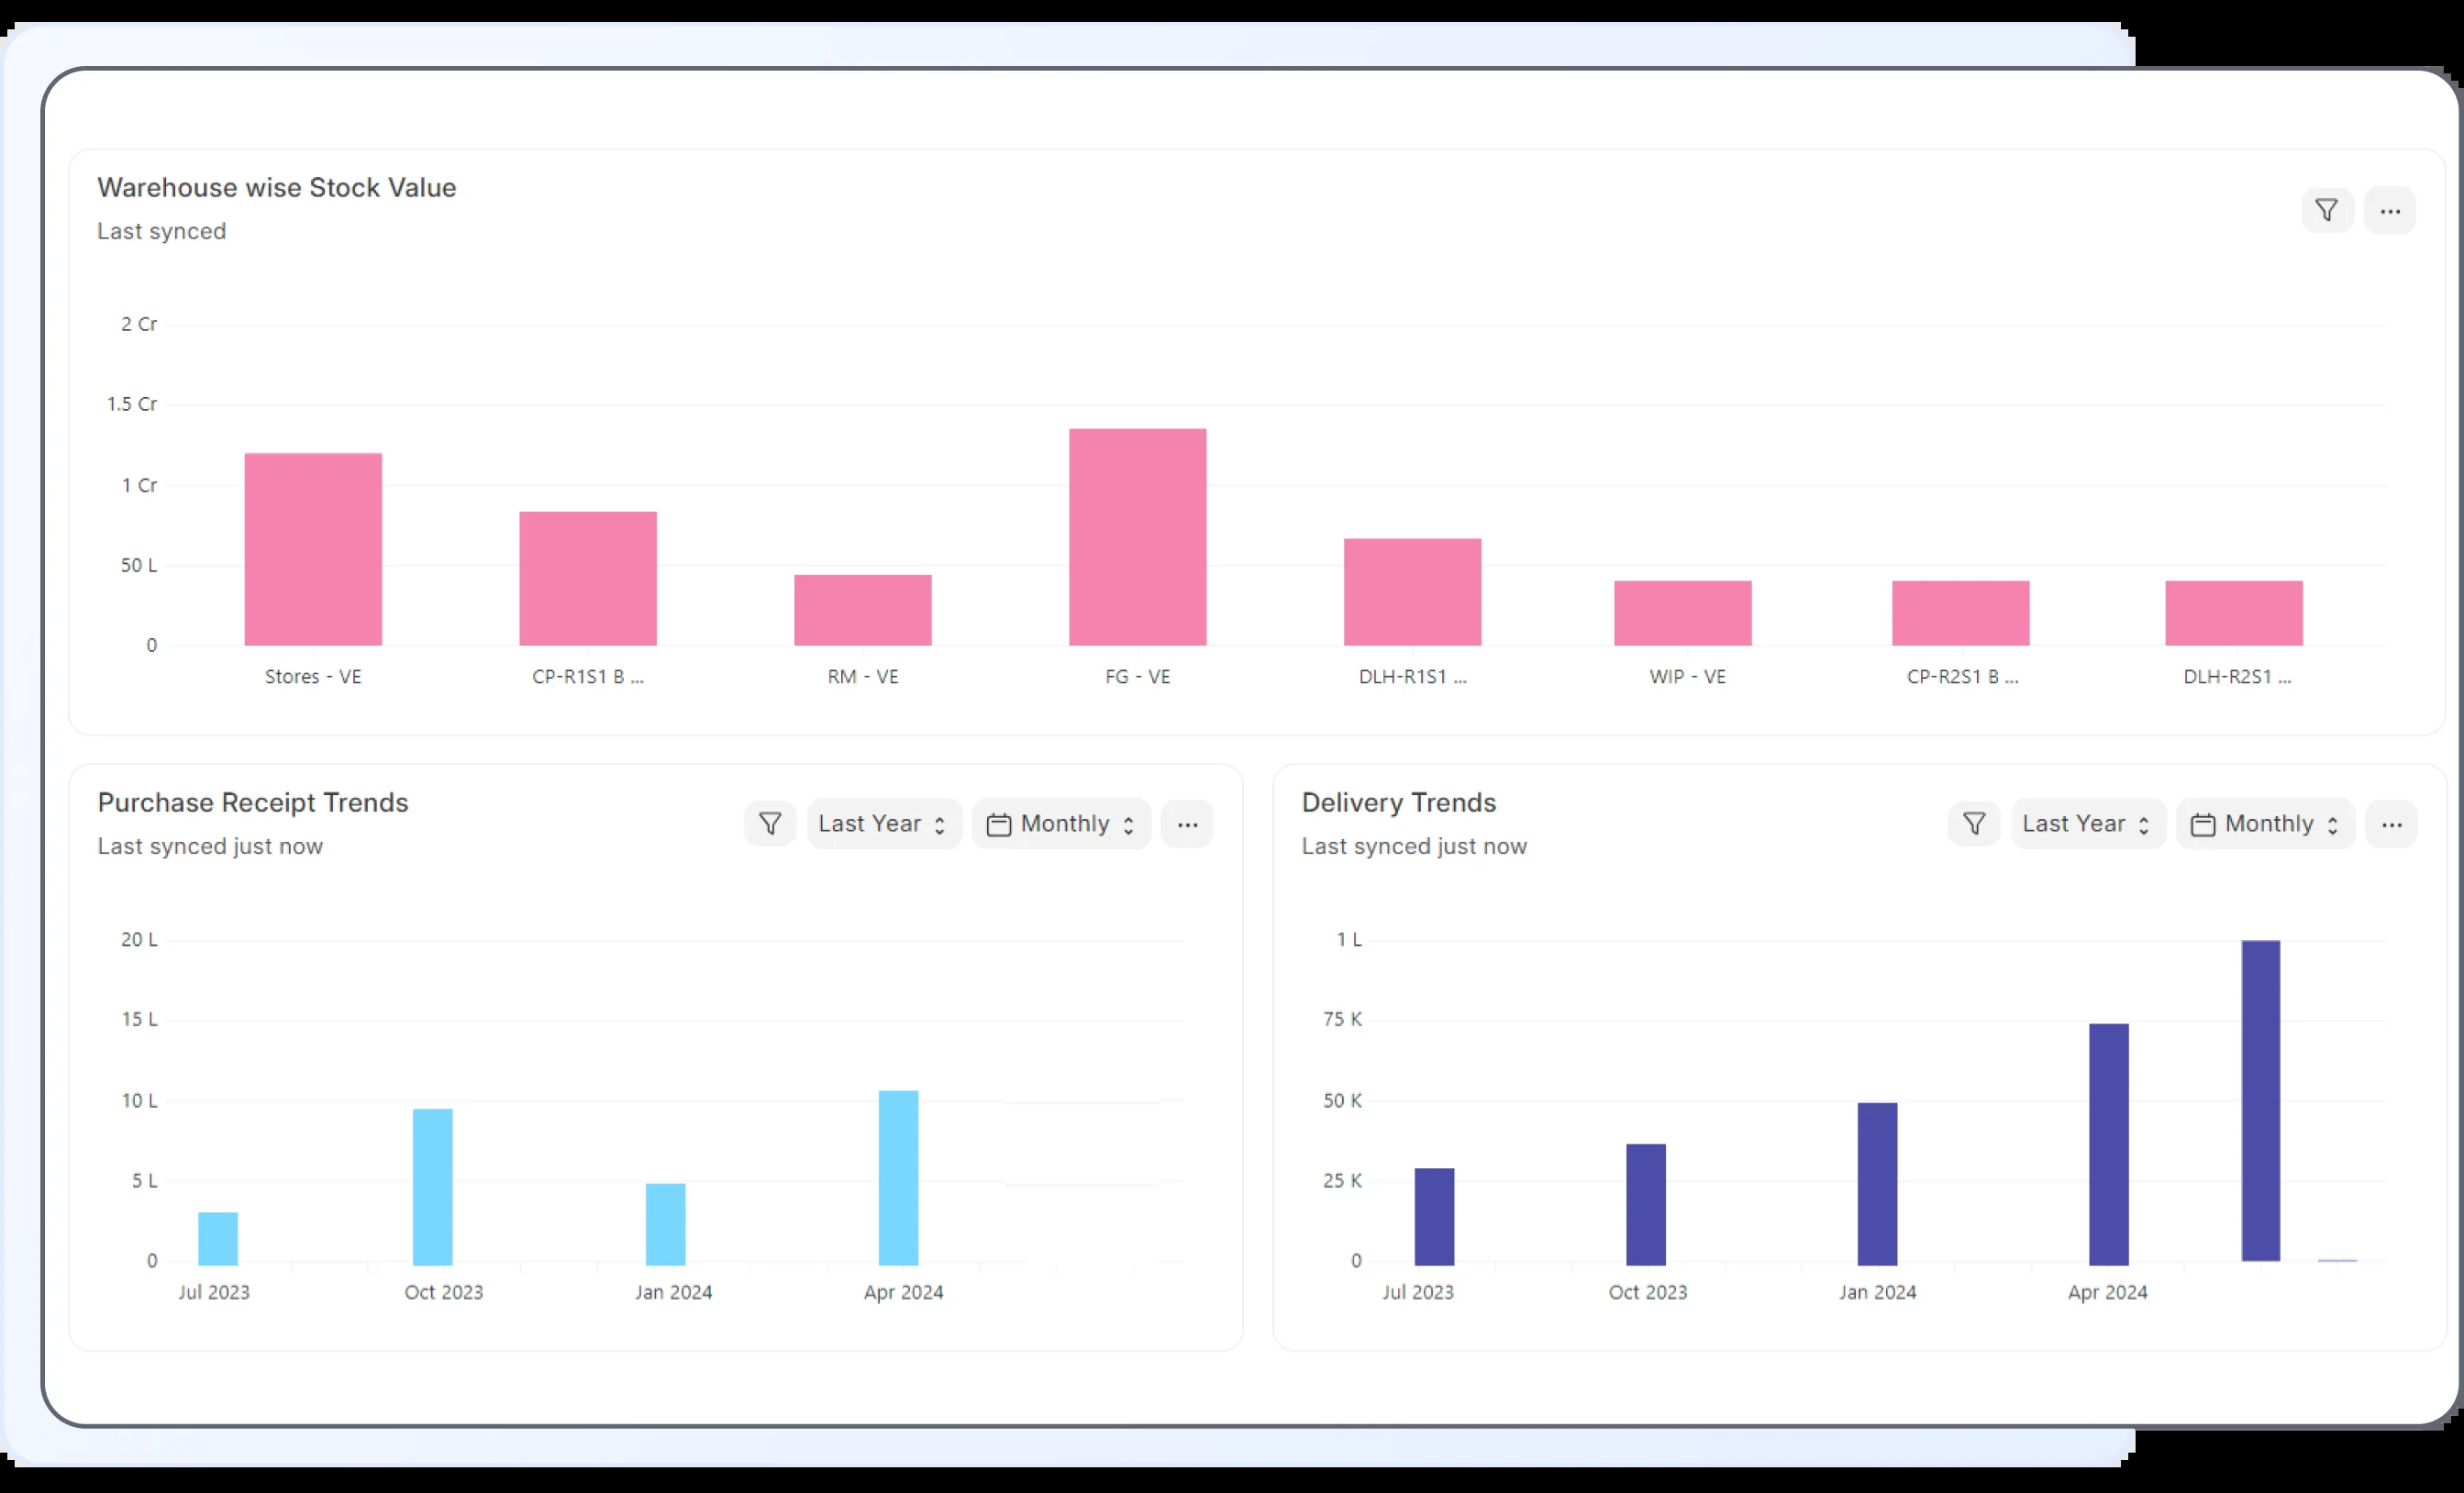 Warehouse wise Stock Value
Last synced
2 Cr
1.5 Cr
1 Cr
50 L
0
Stores - VE
CP-R1S1 B ...
RM - VE
FG - VE
DLH-R1S1 ...
WIP - VE
CP-R2S1 B ...
DLH-R2S1 ...
Purchase Receipt Trends
Last synced just now
Last Year
Monthly
20 L
15 L
10 L
5 L
0
Jul 2023
Oct 2023
Jan 2024
Apr 2024
Delivery Trends
Last synced just now
Last Year
Monthly
1 L
75 K
50 K
25 K
0
Jul 2023
Oct 2023
Jan 2024
Apr 2024